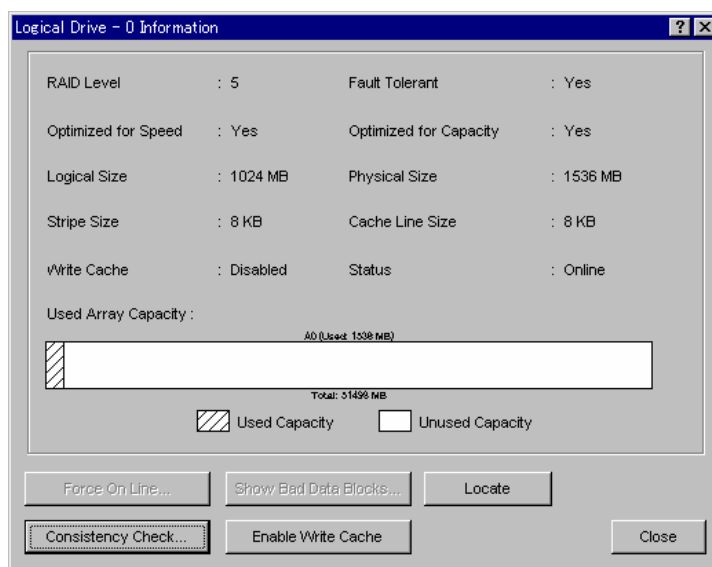 Logical Drive - 0 Information
RAID Level : 5 Fault Tolerant : Yes
Optimized for Speed : Yes Optimized for Capacity : Yes
Logical Size : 1024 MB Physical Size : 1536 MB
Stripe Size : 8 KB Cache Line Size : 8 KB
Write Cache : Disabled Status : Online
Used Array Capacity :
A0 (Used: 1536 MB)
Total: 51498 MB
Used Capacity Unused Capacity
Force On Line... Show Bad Data Blocks... Locate
Consistency Check... Enable Write Cache Close